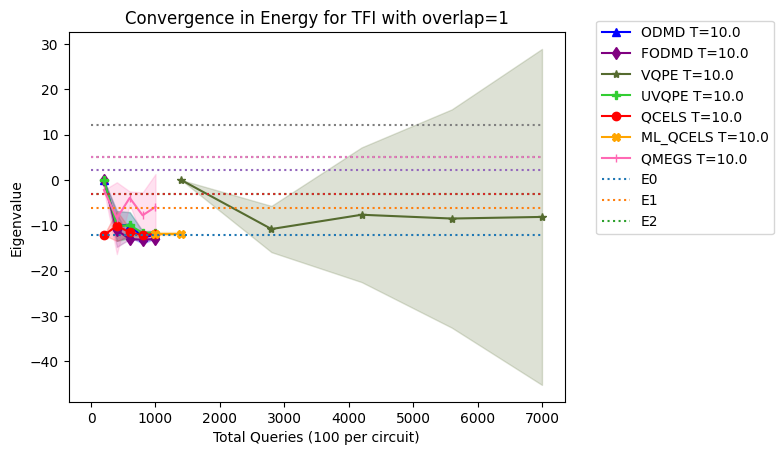 Convergence in Energy for TFI with overlap=1
30
20
10
0
−10
−20
−30
−40
Eigenvalue
0
1000
2000
3000
4000
5000
6000
7000
Total Queries (100 per circuit)
ODMD T=10.0
FODMD T=10.0
VQPE T=10.0
UVQPE T=10.0
QCELS T=10.0
ML_QCELS T=10.0
QMEGS T=10.0
E0
E1
E2